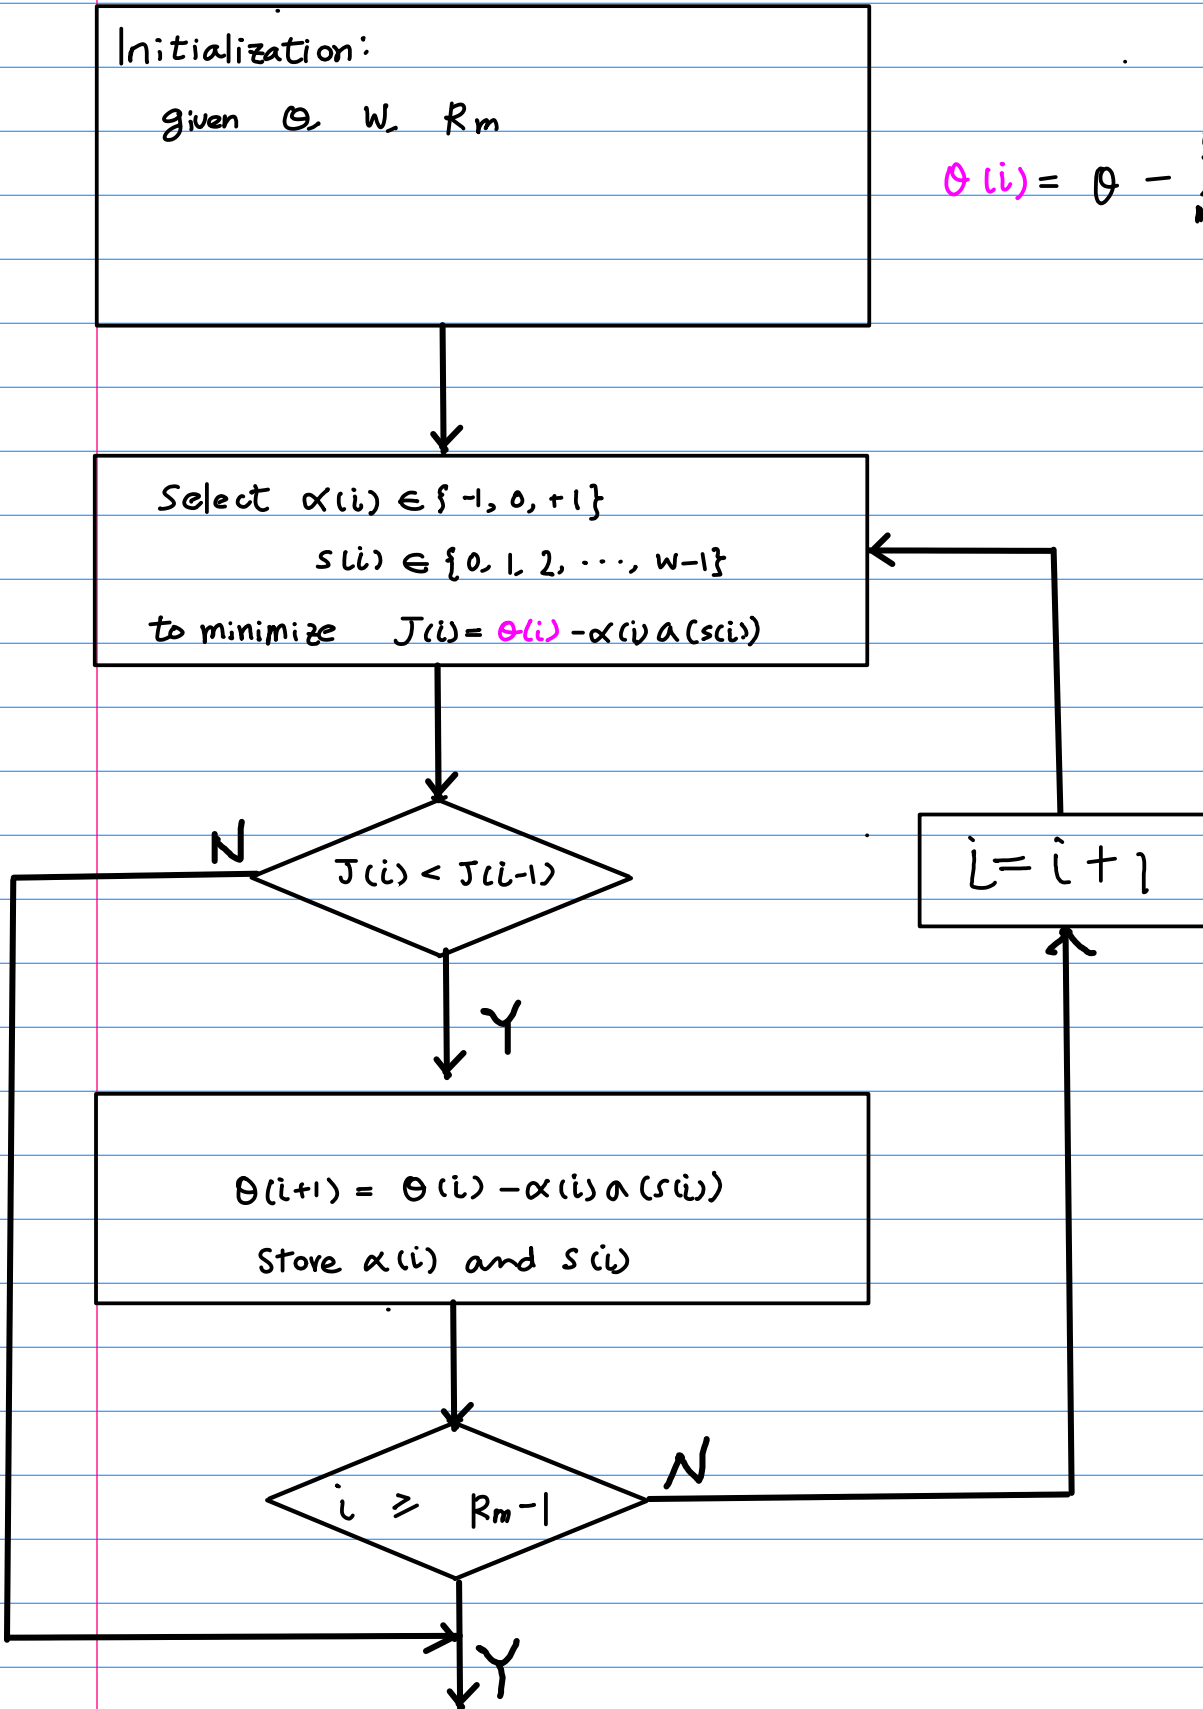 Initialization:
given θ, W, Rm
θ(i) = θ -
Select α(i) ∈ { -1, 0, +1}
s(i) ∈ {0, 1, 2, ..., W-1}
to minimize J(i) = θ(i) - α(i) a(s(i))
N
J(i) < J(i-1)
i = i + 1
Y
θ(i+1) = θ(i) - α(i) a(s(i))
Store α(i) and s(i)
N
i ≥ Rm-1
Y